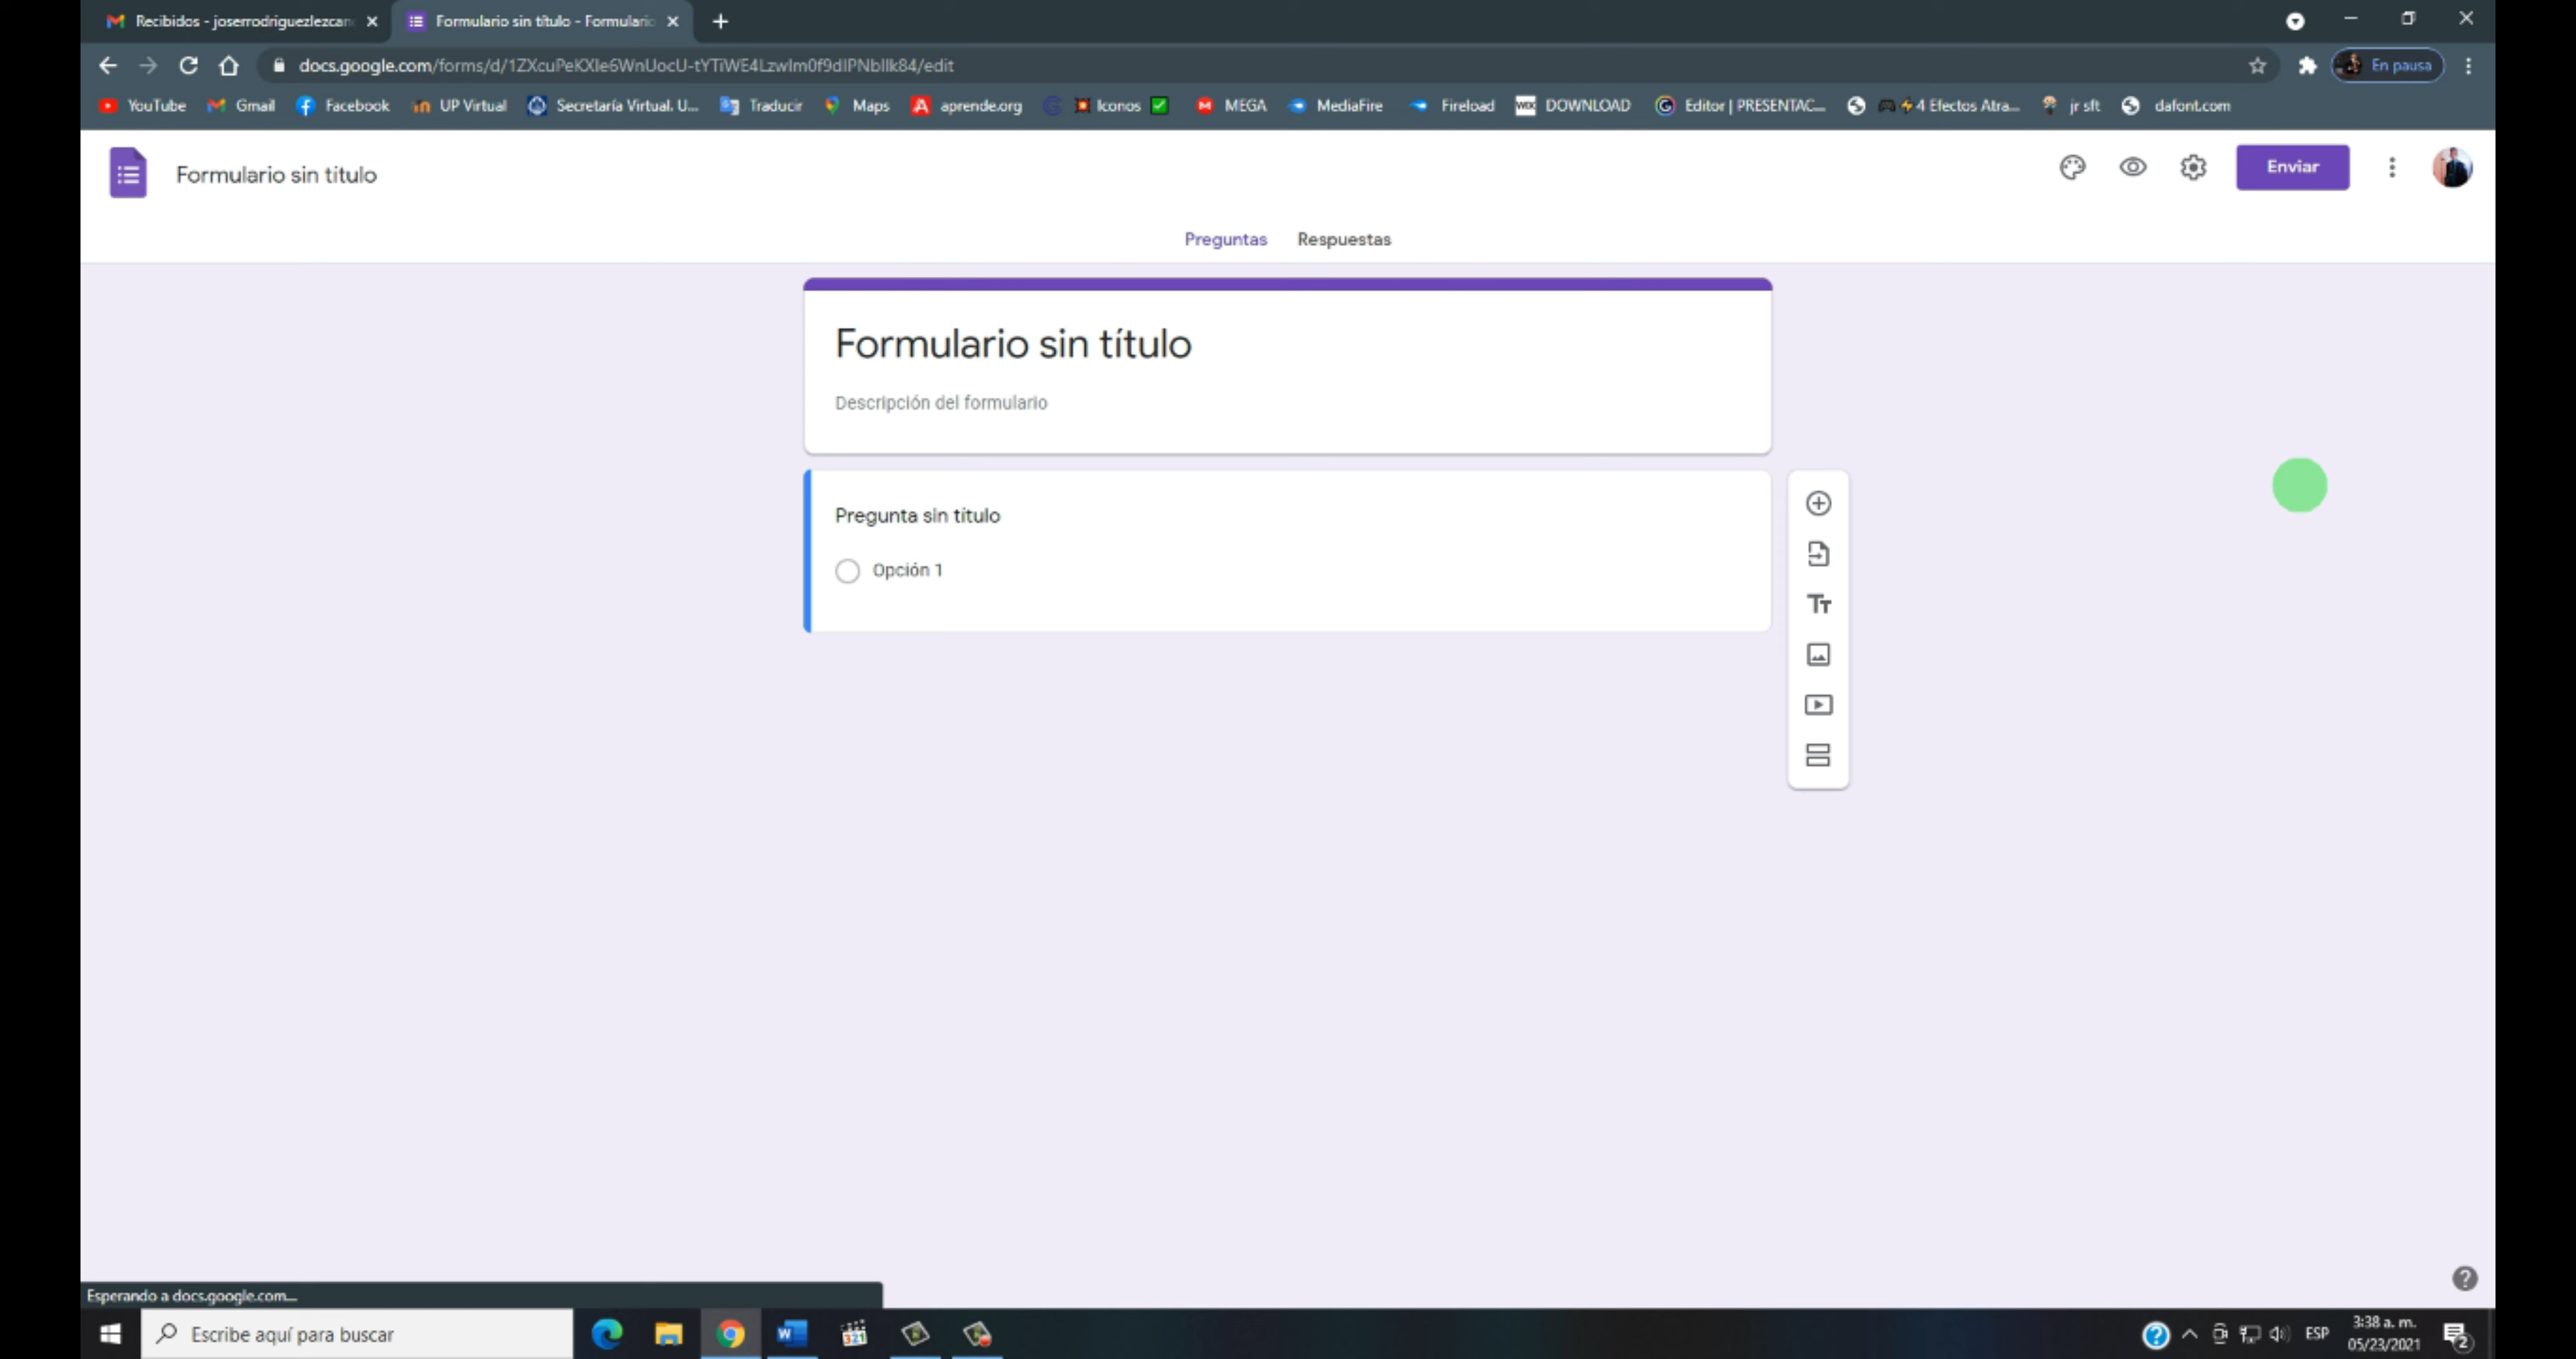 Recibidos - joserrodriguezlezcan
Formulario sin título - Formulario
docs.google.com/forms/d/1ZXcuPeKXIe6WnUocU-tYTiWE4LzwIm0f9dIPNbIlk84/edit
En pausa
YouTube Gmail Facebook UP Virtual Secretaría Virtual. U... Traducir Maps aprende.org Iconos MEGA MediaFire Fireload DOWNLOAD Editor | PRESENTAC... 4 Efectos Atra... jr sft dafont.com
Formulario sin título
Enviar
Preguntas Respuestas
Formulario sin título
Descripción del formulario
Pregunta sin título
Opción 1
Esperando a docs.google.com...
Escribe aquí para buscar
ESP
3:38 a. m.
05/23/2021
2